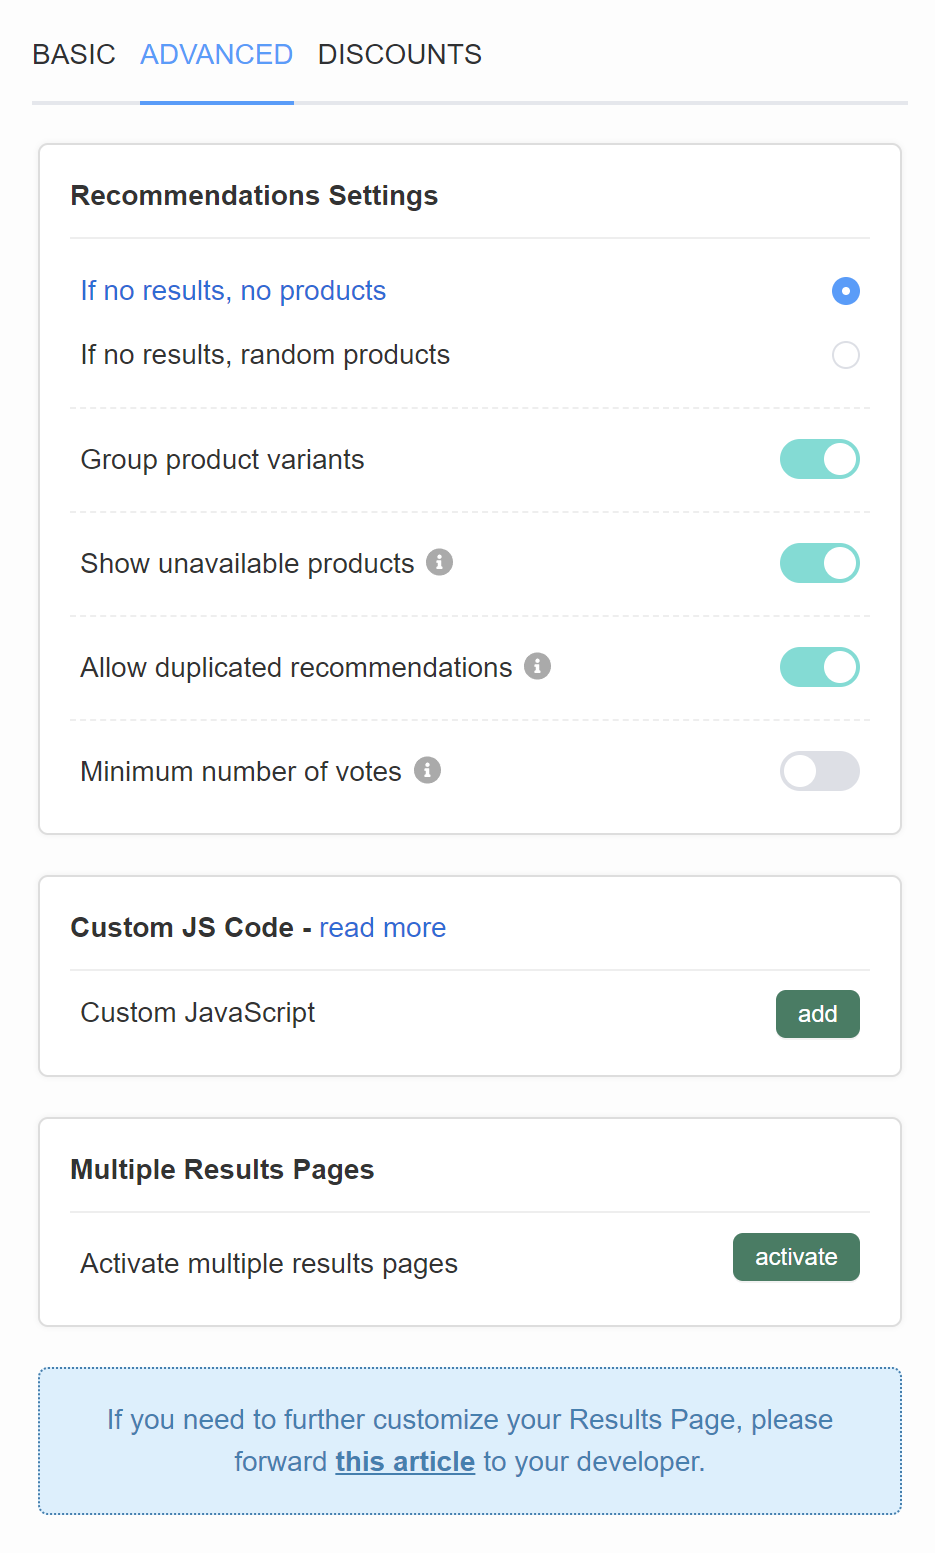 BASIC ADVANCED DISCOUNTS
Recommendations Settings
If no results, no products
If no results, random products
Group product variants
Show unavailable products
Allow duplicated recommendations
Minimum number of votes
Custom JS Code - read more
Custom JavaScript add
Multiple Results Pages
Activate multiple results pages activate
If you need to further customize your Results Page, please
forward this article to your developer.